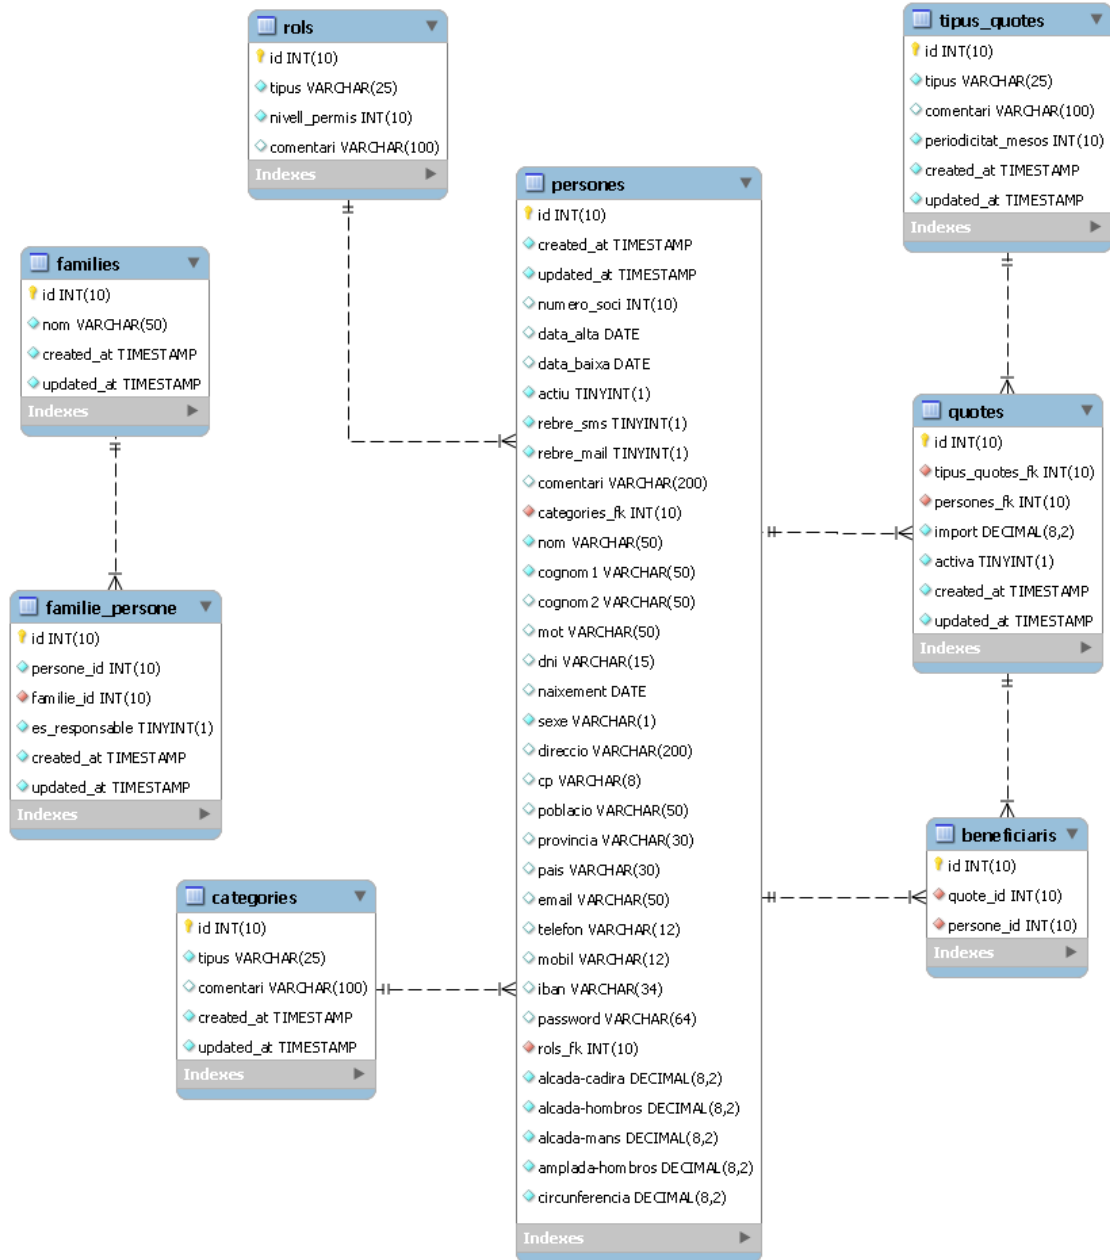 rols
id INT(10)
tipus VARCHAR(25)
nivell_permis INT(10)
comentari VARCHAR(100)
Indexes
tipus_quotes
id INT(10)
tipus VARCHAR(25)
comentari VARCHAR(100)
periodicitat_mesos INT(10)
created_at TIMESTAMP
updated_at TIMESTAMP
Indexes
families
id INT(10)
nom VARCHAR(50)
created_at TIMESTAMP
updated_at TIMESTAMP
Indexes
persones
id INT(10)
created_at TIMESTAMP
updated_at TIMESTAMP
numero_soci INT(10)
data_alta DATE
data_baixa DATE
actiu TINYINT(1)
rebre_sms TINYINT(1)
rebre_mail TINYINT(1)
comentari VARCHAR(200)
categories_fk INT(10)
nom VARCHAR(50)
cognom1 VARCHAR(50)
cognom2 VARCHAR(50)
mot VARCHAR(50)
dni VARCHAR(15)
naixement DATE
sexe VARCHAR(1)
direccio VARCHAR(200)
cp VARCHAR(8)
poblacio VARCHAR(50)
provincia VARCHAR(30)
pais VARCHAR(30)
email VARCHAR(50)
telefon VARCHAR(12)
mobil VARCHAR(12)
iban VARCHAR(34)
password VARCHAR(64)
rols_fk INT(10)
alcada-cadira DECIMAL(8,2)
alcada-hombros DECIMAL(8,2)
alcada-mans DECIMAL(8,2)
amplada-hombros DECIMAL(8,2)
circunferencia DECIMAL(8,2)
Indexes
quotes
id INT(10)
tipus_quotes_fk INT(10)
persones_fk INT(10)
import DECIMAL(8,2)
activa TINYINT(1)
created_at TIMESTAMP
updated_at TIMESTAMP
Indexes
familie_persone
id INT(10)
persone_id INT(10)
familie_id INT(10)
es_responsable TINYINT(1)
created_at TIMESTAMP
updated_at TIMESTAMP
Indexes
beneficiaris
id INT(10)
quote_id INT(10)
persone_id INT(10)
Indexes
categories
id INT(10)
tipus VARCHAR(25)
comentari VARCHAR(100)
created_at TIMESTAMP
updated_at TIMESTAMP
Indexes